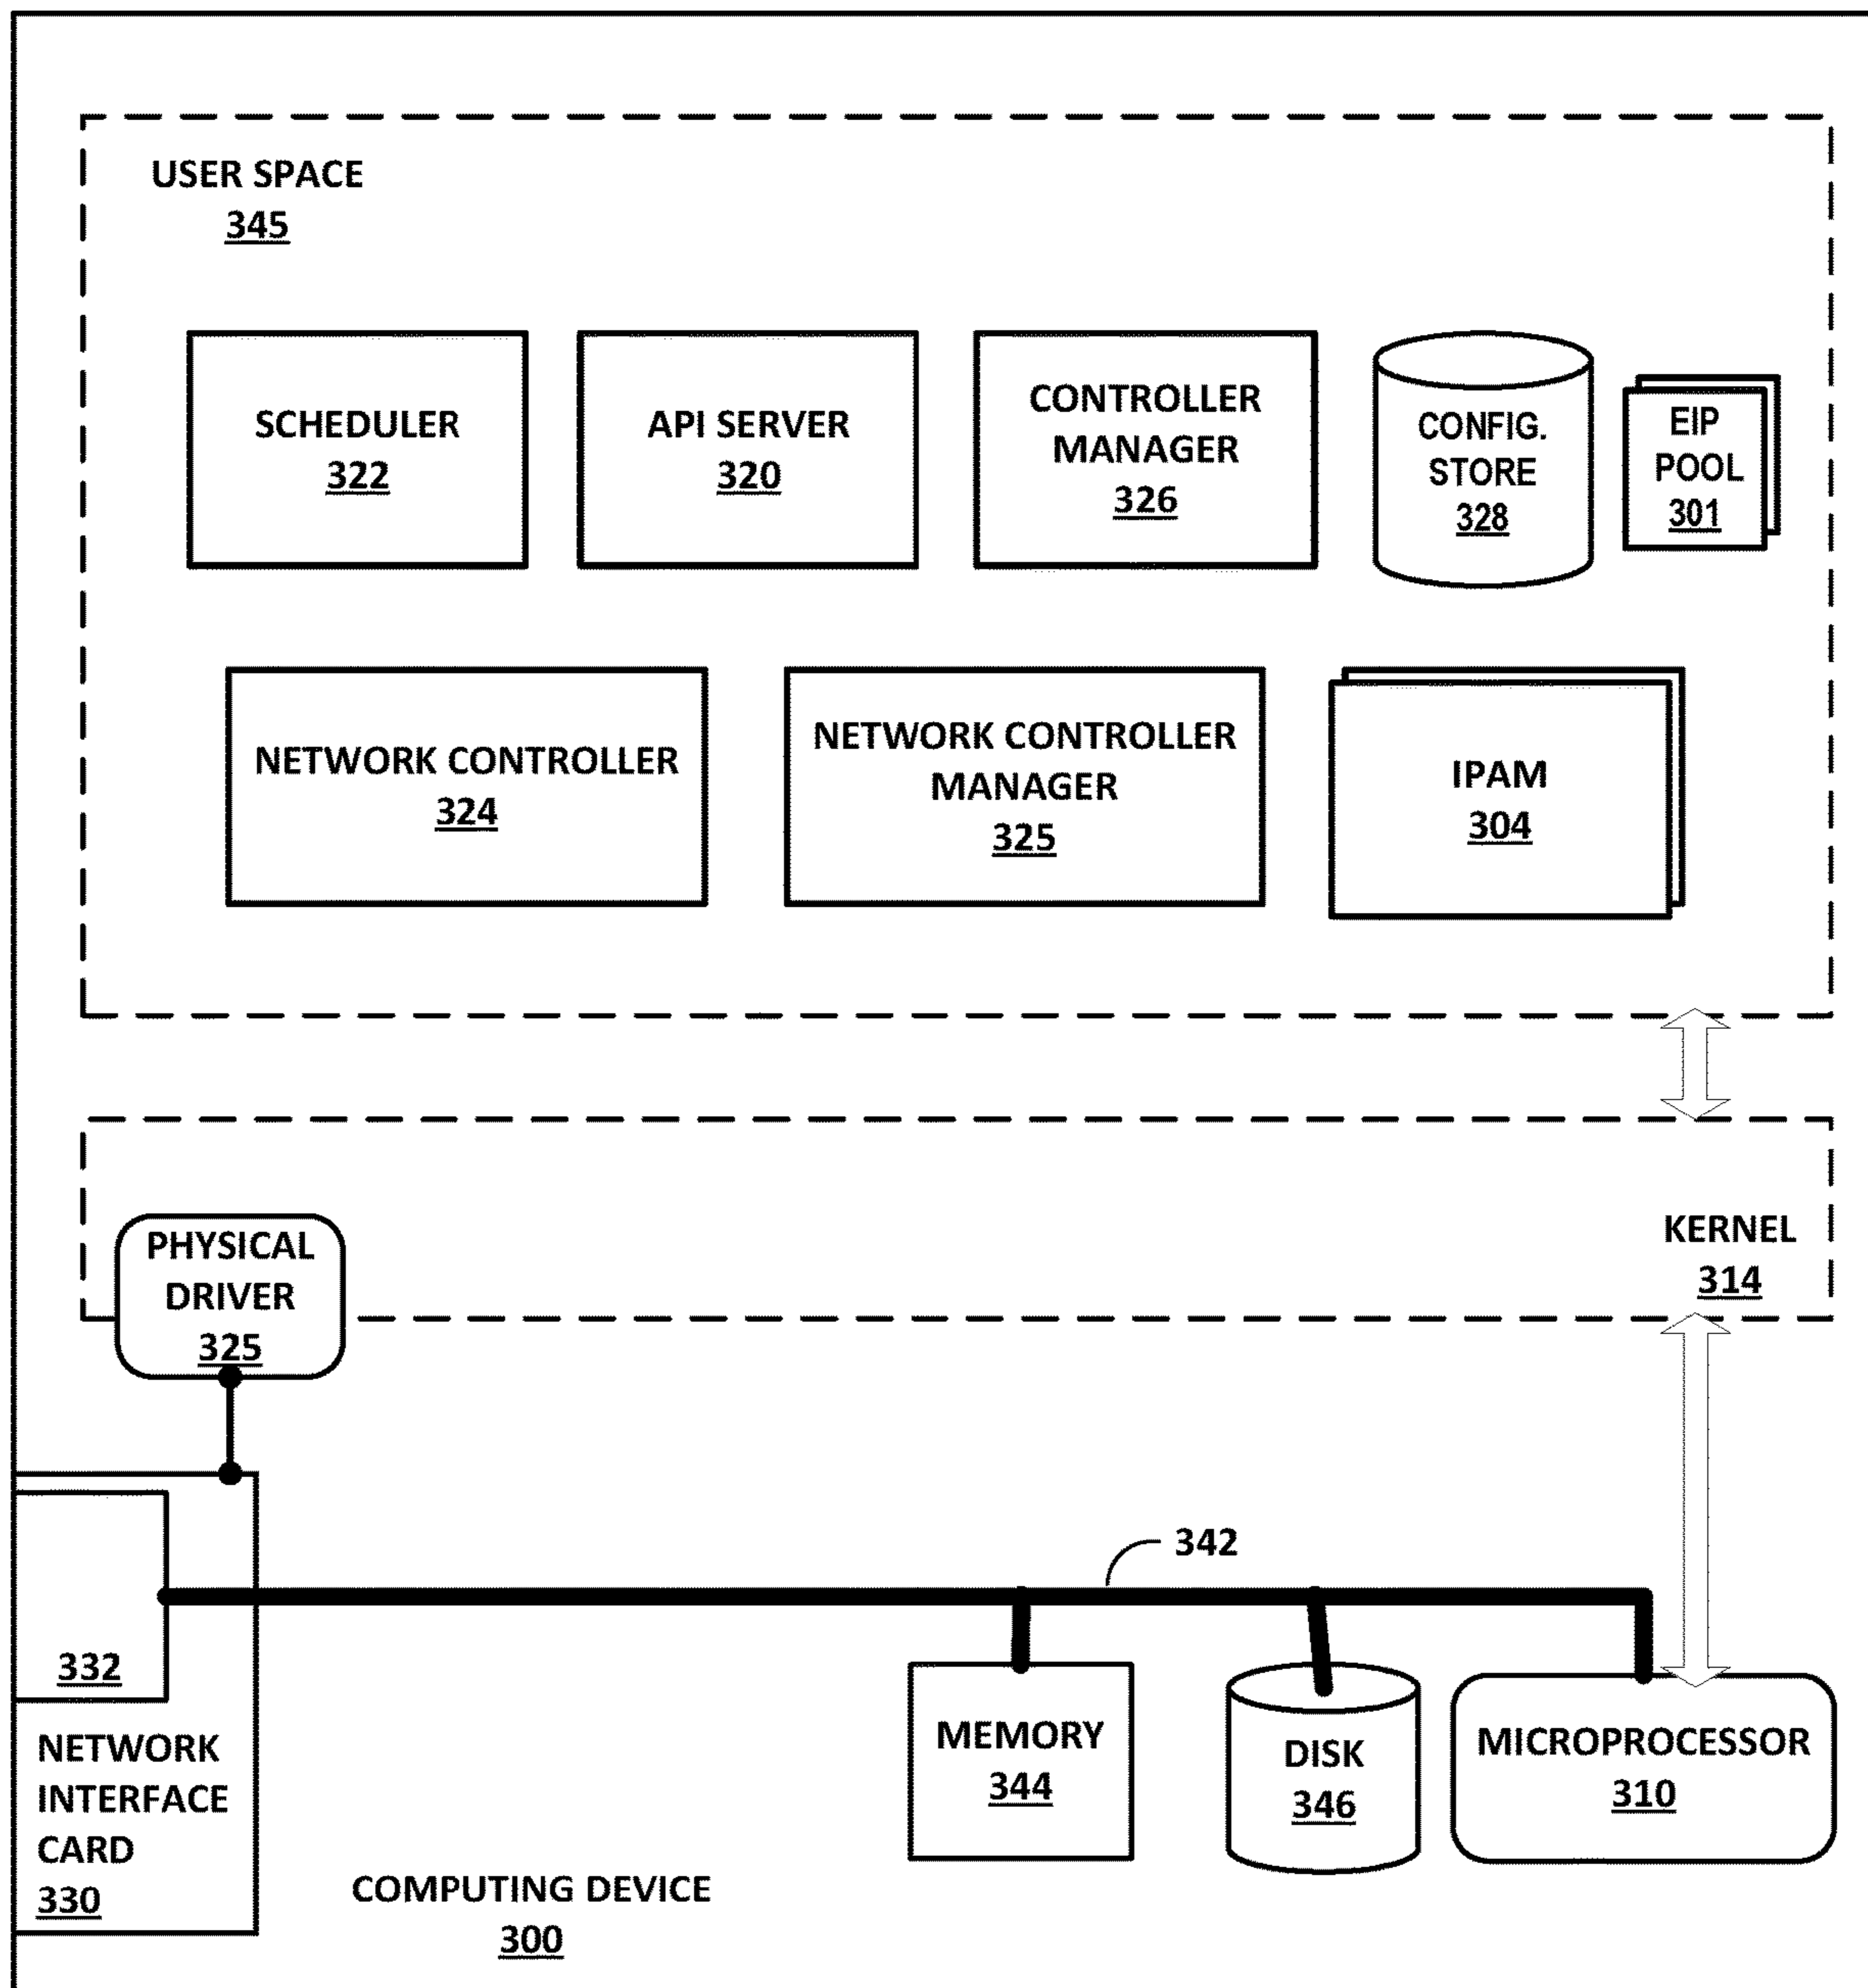 USER SPACE
345
SCHEDULER
322
API SERVER
320
CONTROLLER
MANAGER
326
CONFIG.
STORE
328
EIP
POOL
301
NETWORK CONTROLLER
324
NETWORK CONTROLLER
MANAGER
325
IPAM
304
PHYSICAL
DRIVER
325
KERNEL
314
342
332
NETWORK
INTERFACE
CARD
330
MEMORY
344
DISK
346
MICROPROCESSOR
310
COMPUTING DEVICE
300